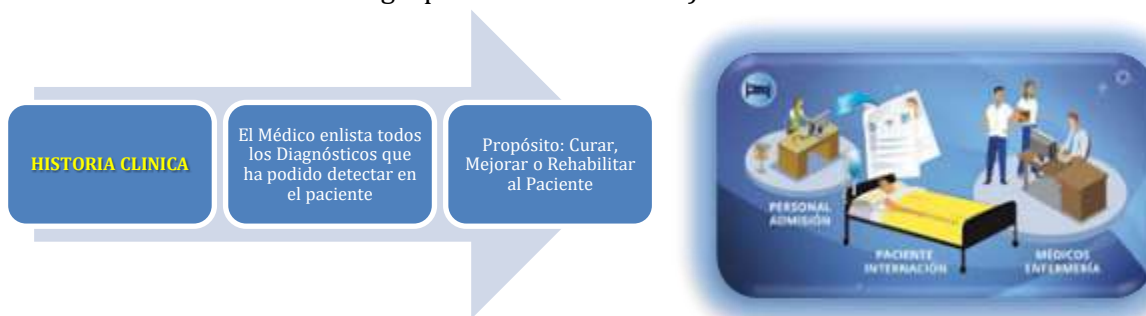 HISTORIA CLINICA
El Médico enlista todos
los Diagnósticos que
ha podido detectar en
el paciente
Propósito: Curar,
Mejorar o Rehabilitar
al Paciente
PERSONAL
ADMISIÓN
PACIENTE
INTERNACIÓN
MÉDICOS
ENFERMERÍA